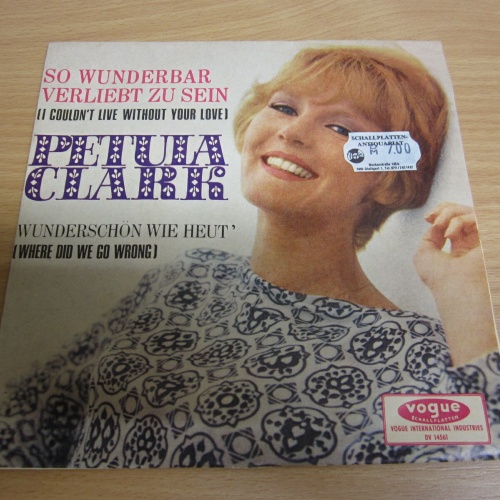 SO WUNDERBAR
VERLIEBT ZU SEIN
(I COULDN'T LIVE WITHOUT YOUR LOVE)
PETULA
CLARK
WUNDERSCHÖN WIE HEUT'
(WHERE DID WE GO WRONG)
SCHALLPLATTEN-
ANTIQUARIAT
M 7.00
vogue
SCHALLPLATTEN
VOGUE INTERNATIONAL INDUSTRIES
DV 14561